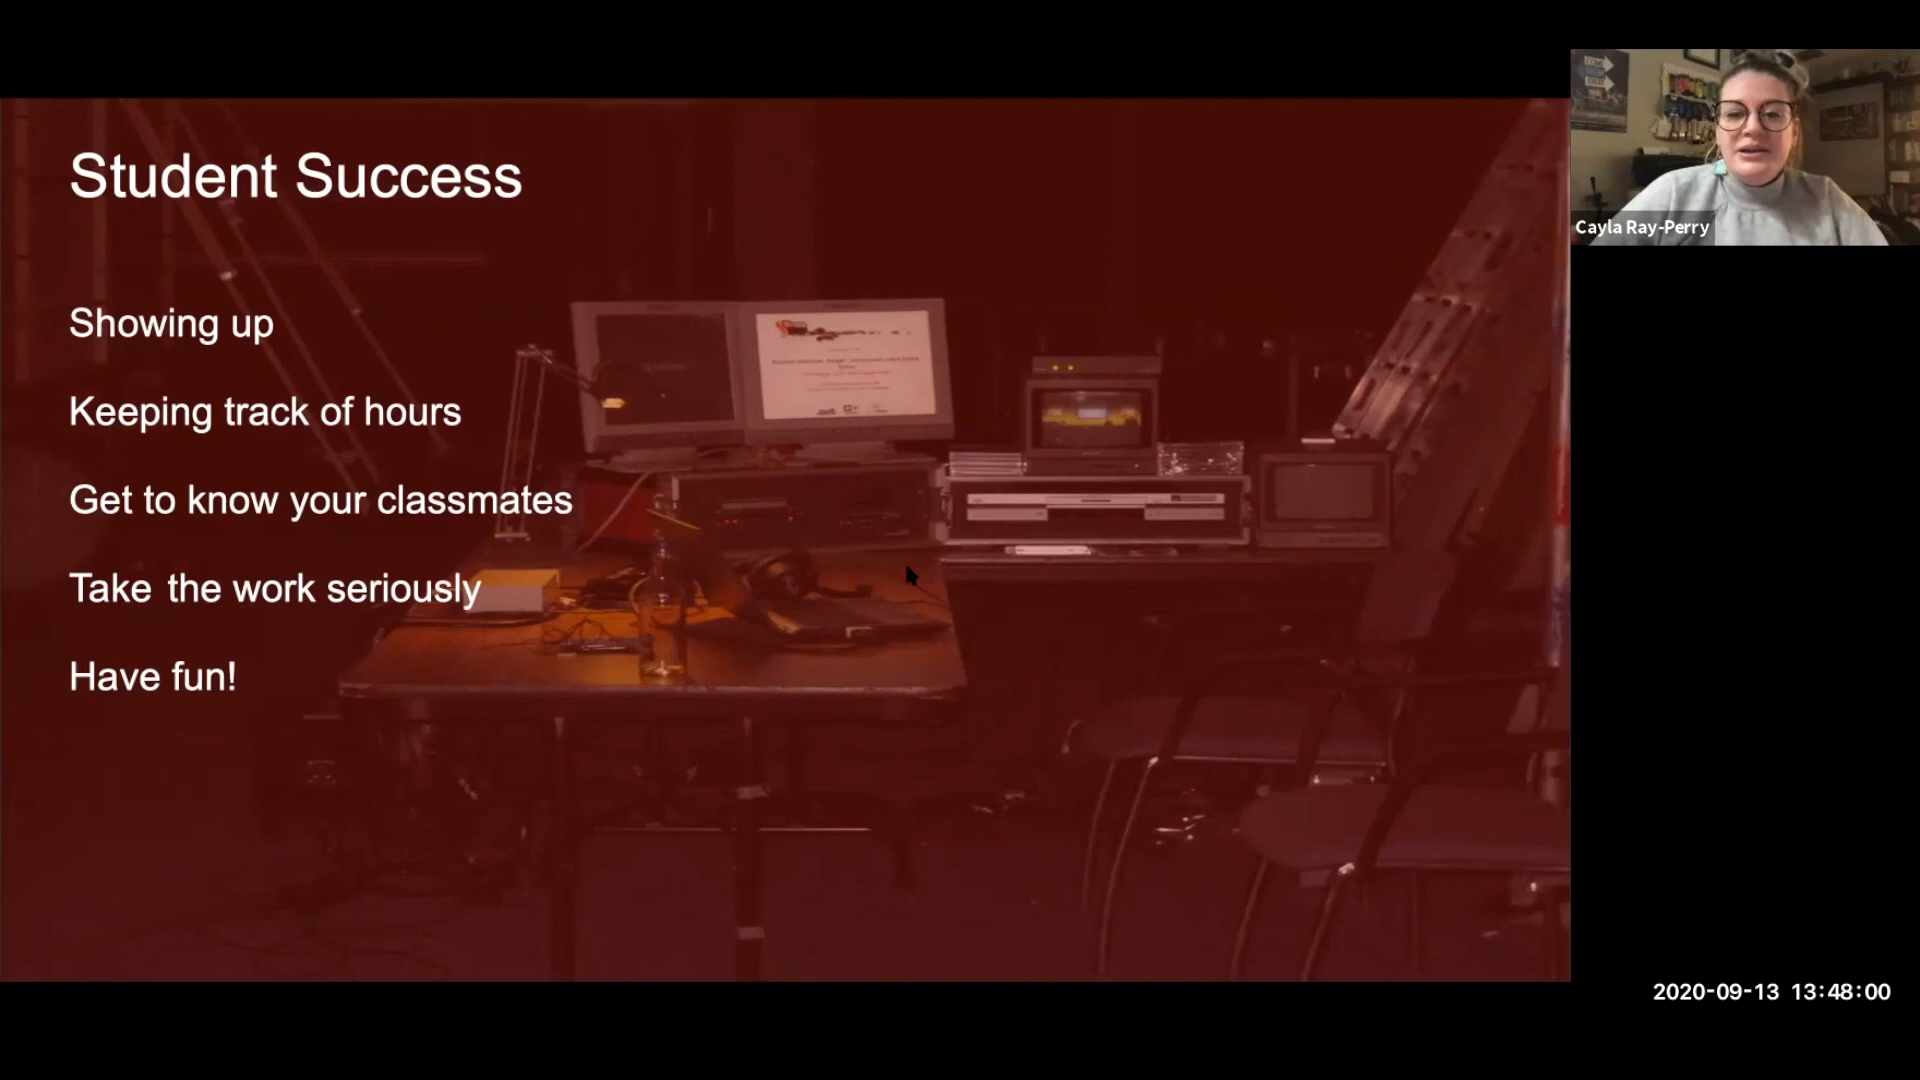 Student Success
Showing up
Keeping track of hours
Get to know your classmates
Take the work seriously
Have fun!
Cayla Ray-Perry
2020-09-13 13:48:00